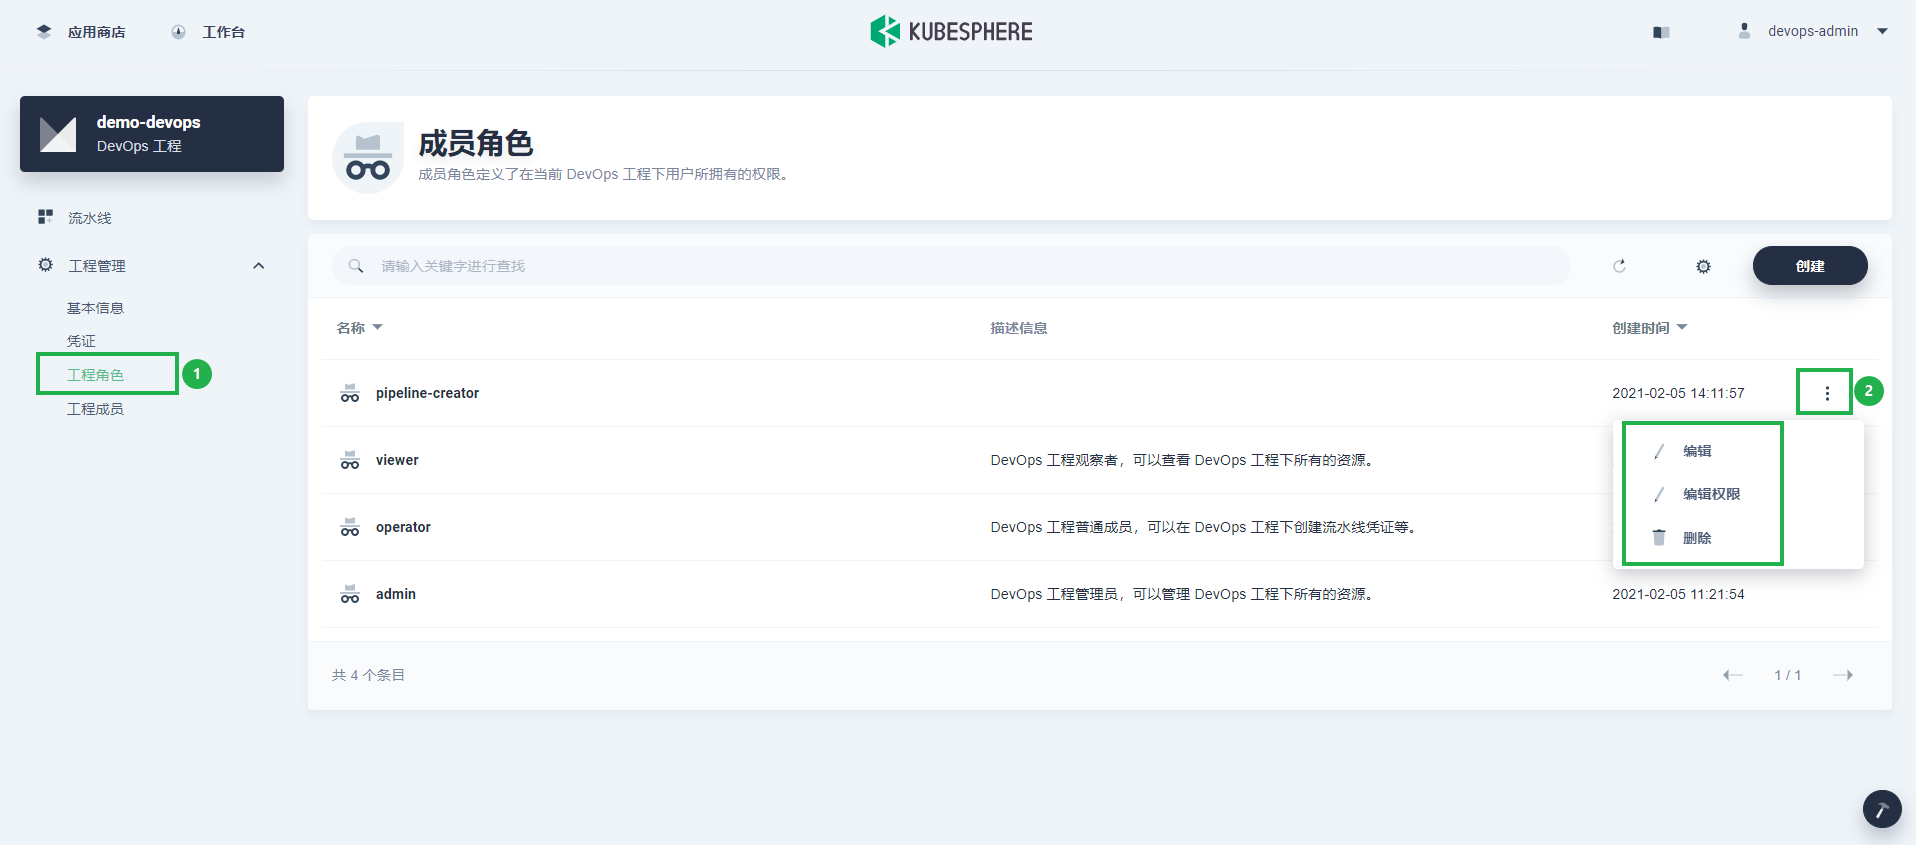 应用商店
工作台
KUBESPHERE
devops-admin
demo-devops
DevOps 工程
流水线
工程管理
基本信息
凭证
工程角色
1
工程成员
成员角色
成员角色定义了在当前 DevOps 工程下用户所拥有的权限。
请输入关键字进行查找
创建
名称
描述信息
创建时间
pipeline-creator
2021-02-05 14:11:57
2
viewer
DevOps 工程观察者，可以查看 DevOps 工程下所有的资源。
operator
DevOps 工程普通成员，可以在 DevOps 工程下创建流水线凭证等。
编辑
编辑权限
删除
admin
DevOps 工程管理员，可以管理 DevOps 工程下所有的资源。
2021-02-05 11:21:54
共 4 个条目
1 / 1